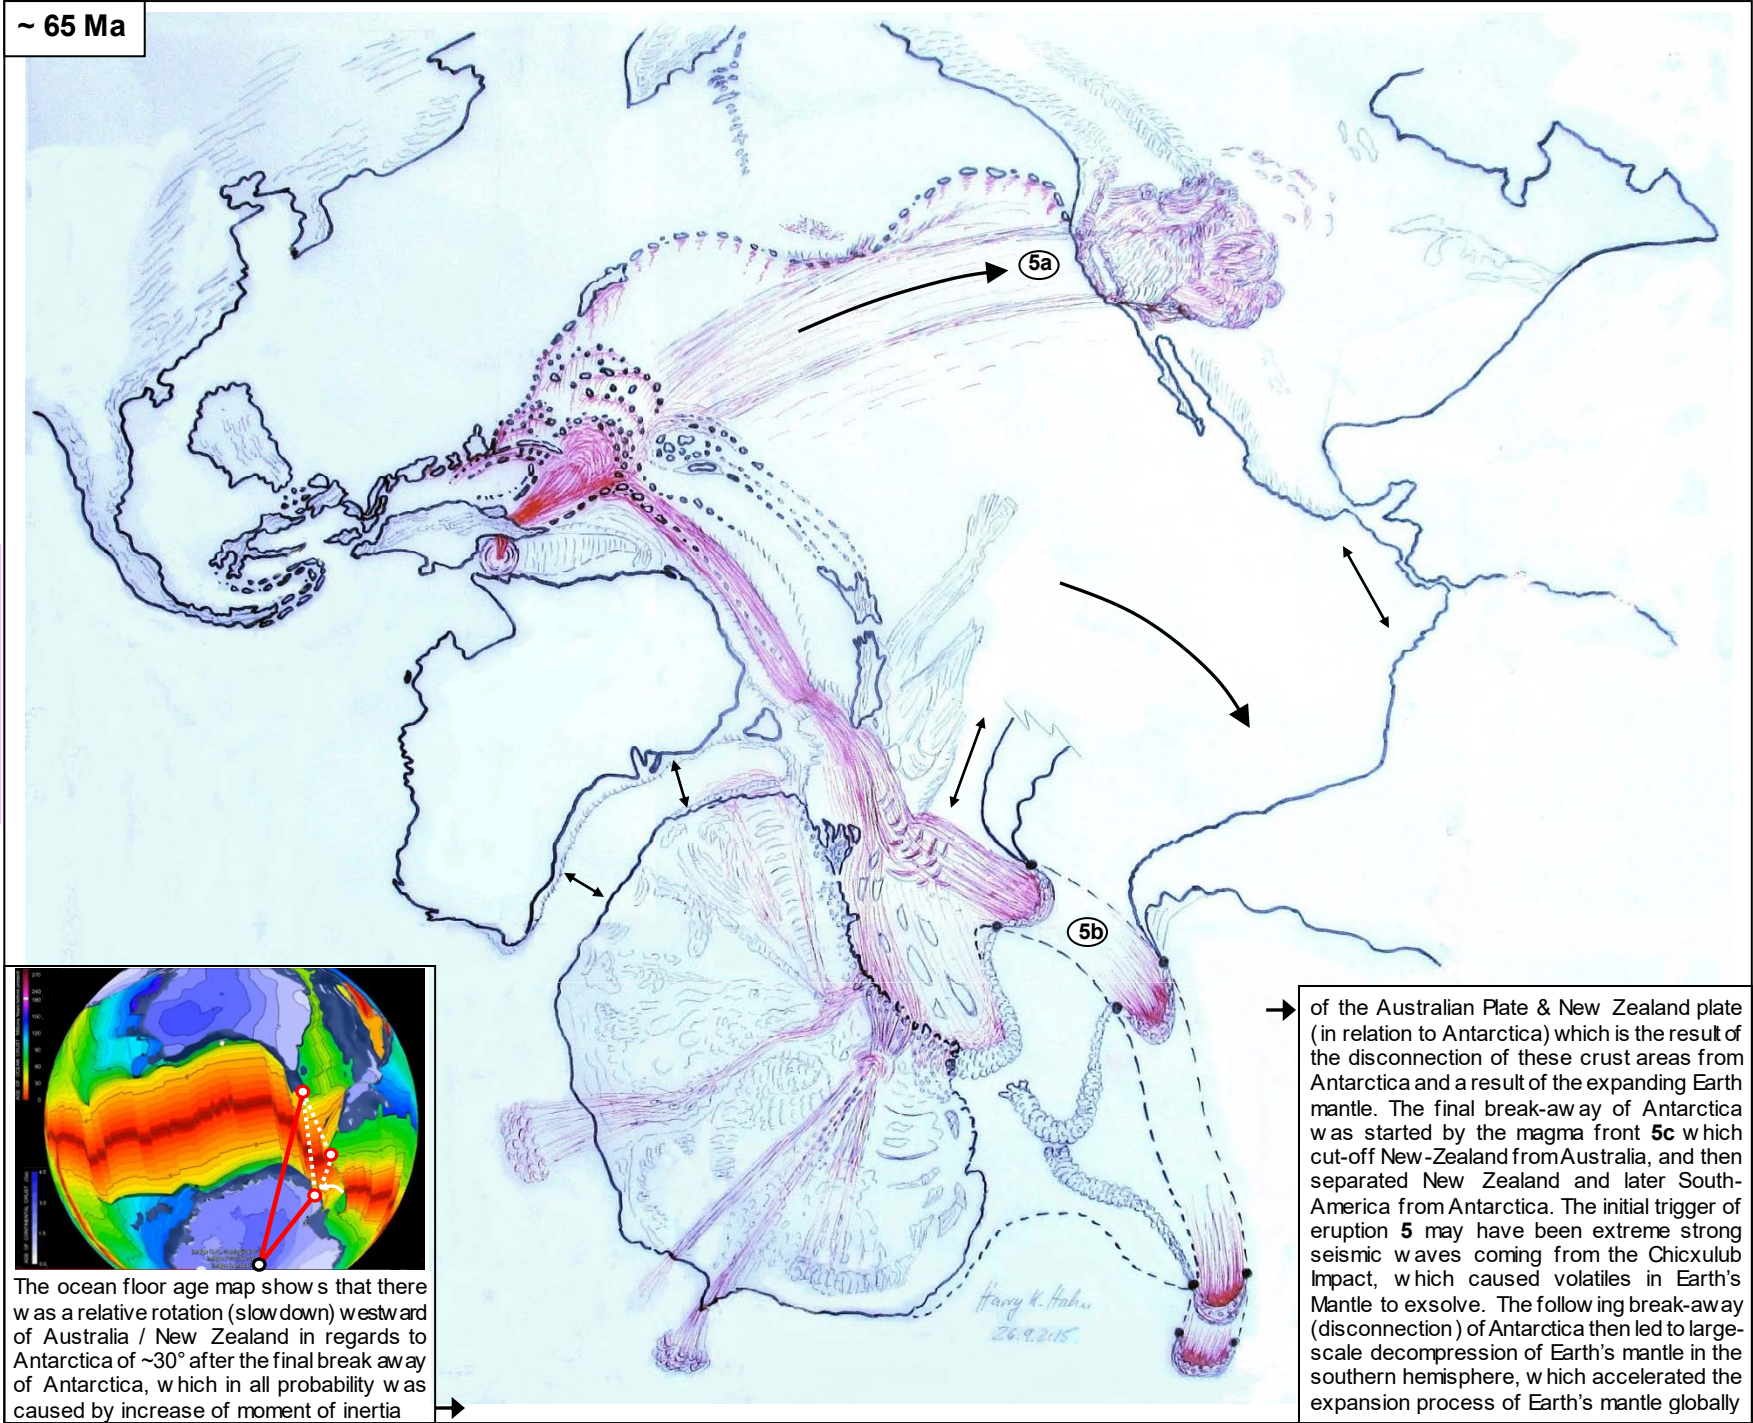 ~ 65 Ma
5a
5b
Harry K. Hahn
26.9.2015
The ocean floor age map shows that there
was a relative rotation (slow down) westward
of Australia / New Zealand in regards to
Antarctica of ~30° after the final break away
of Antarctica, which in all probability was
caused by increase of moment of inertia
of the Australian Plate & New Zealand plate
(in relation to Antarctica) which is the result of
the disconnection of these crust areas from
Antarctica and a result of the expanding Earth
mantle. The final break-away of Antarctica
was started by the magma front 5c which
cut-off New-Zealand from Australia, and then
separated New Zealand and later South-
America from Antarctica. The initial trigger of
eruption 5 may have been extreme strong
seismic waves coming from the Chicxulub
Impact, which caused volatiles in Earth's
Mantle to exsolve. The following break-away
(disconnection) of Antarctica then led to large-
scale decompression of Earth's mantle in the
southern hemisphere, which accelerated the
expansion process of Earth's mantle globally